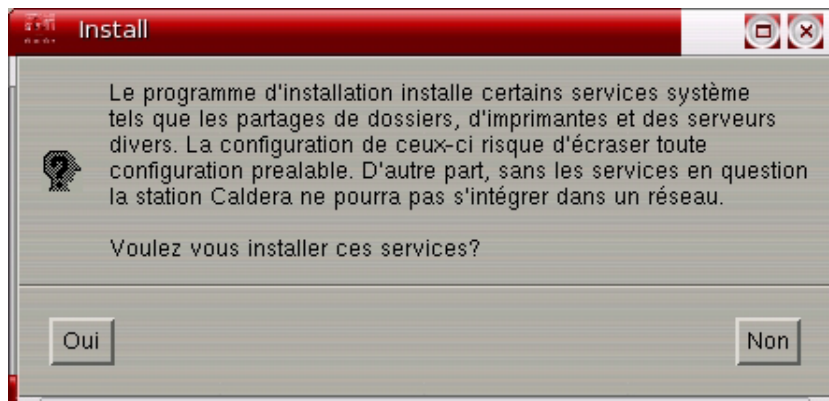 Install
Le programme d'installation installe certains services système
tels que les partages de dossiers, d'imprimantes et des serveurs
divers. La configuration de ceux-ci risque d'écraser toute
configuration prealable. D'autre part, sans les services en question
la station Caldera ne pourra pas s'intégrer dans un réseau.
Voulez vous installer ces services?
Oui
Non